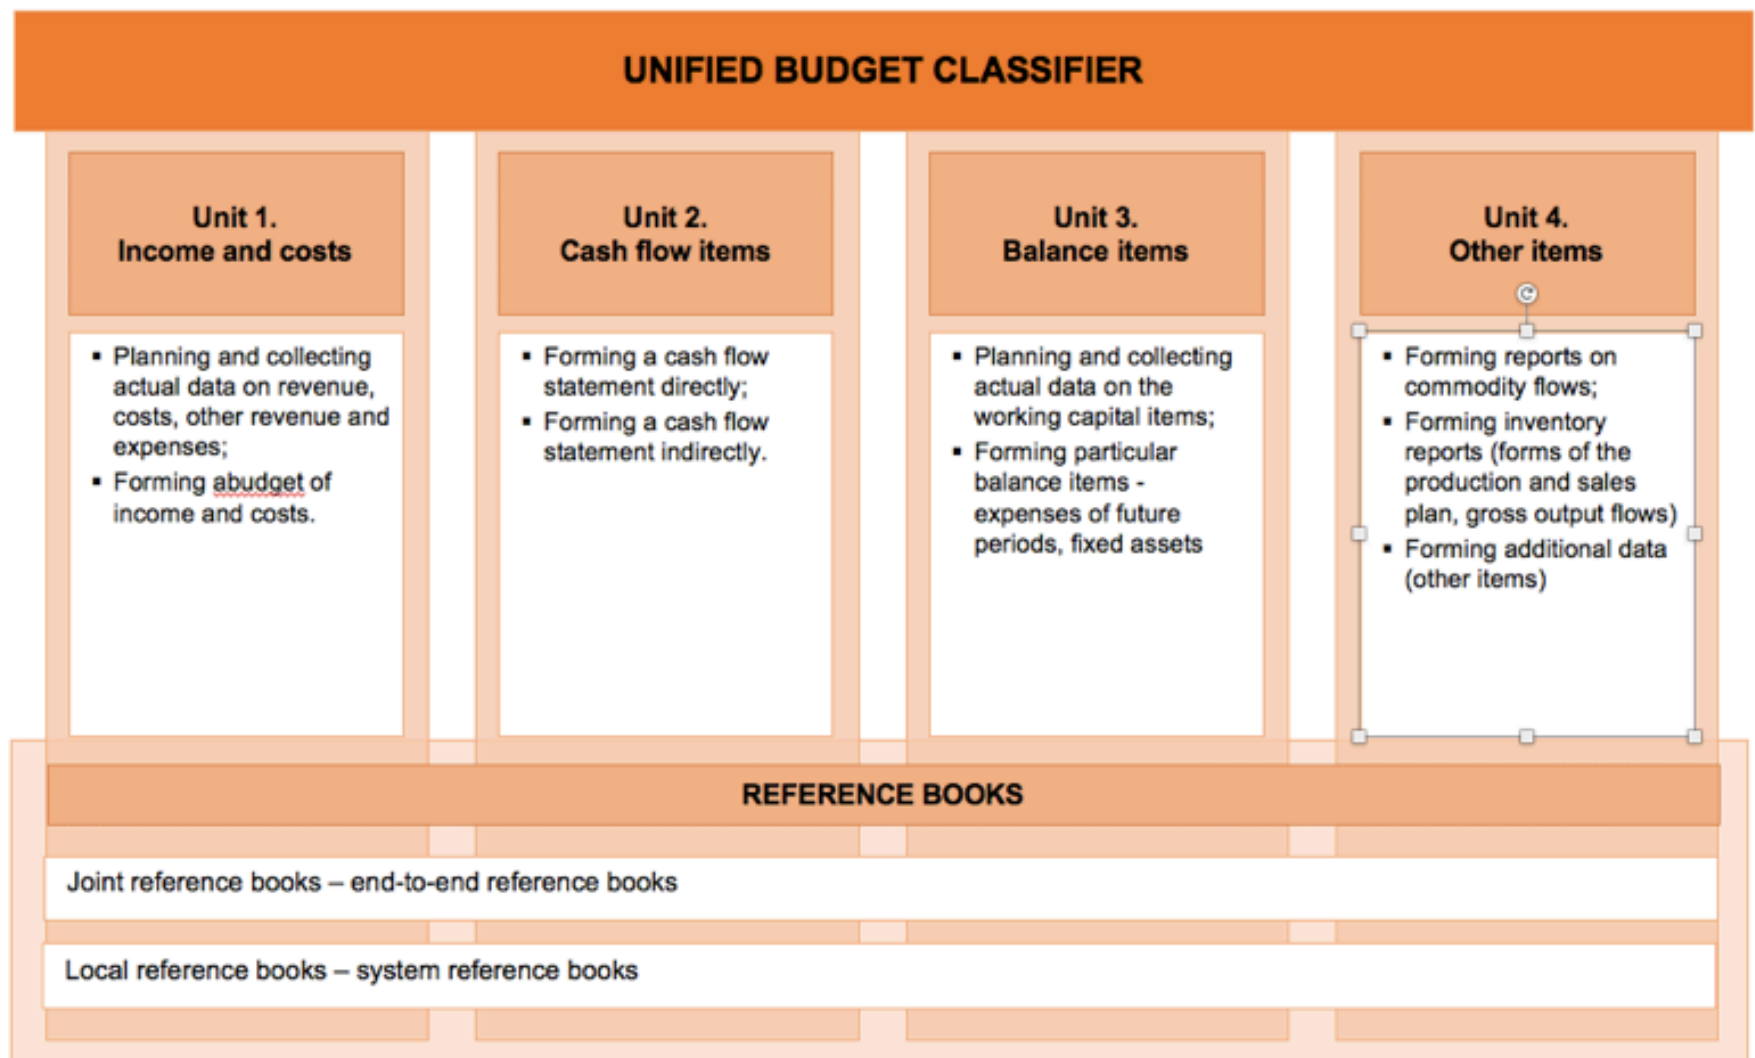 UNIFIED BUDGET CLASSIFIER
Unit 1.
Income and costs
▪ Planning and collecting
actual data on revenue,
costs, other revenue and
expenses;
▪ Forming abudget of
income and costs.
Unit 2.
Cash flow items
▪ Forming a cash flow
statement directly;
▪ Forming a cash flow
statement indirectly.
Unit 3.
Balance items
▪ Planning and collecting
actual data on the
working capital items;
▪ Forming particular
balance items -
expenses of future
periods, fixed assets
Unit 4.
Other items
▪ Forming reports on
commodity flows;
▪ Forming inventory
reports (forms of the
production and sales
plan, gross output flows)
▪ Forming additional data
(other items)
REFERENCE BOOKS
Joint reference books – end-to-end reference books
Local reference books – system reference books